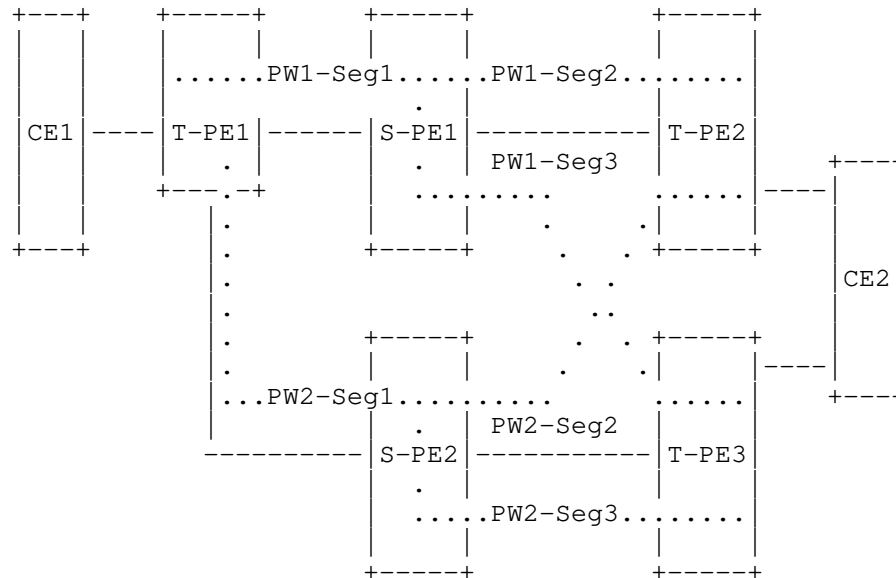 PW1-Seg1 PW1-Seg2
CE1 T-PE1 S-PE1 T-PE2
PW1-Seg3
CE2
PW2-Seg1
PW2-Seg2
S-PE2 T-PE3
PW2-Seg3